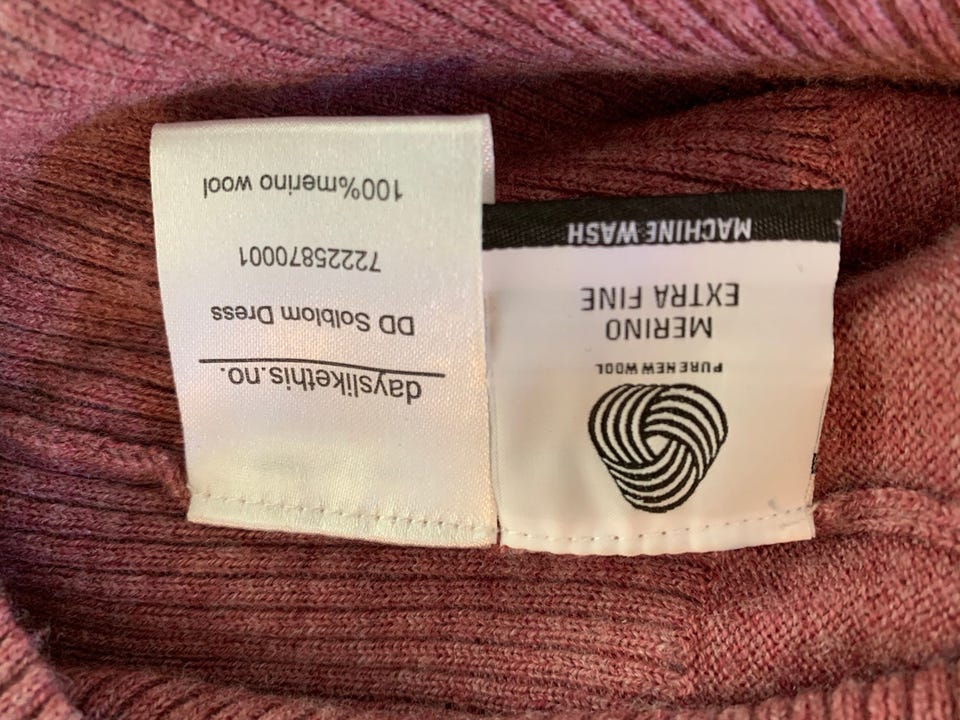 dayslikethis.no.
DD Solblom Dress
72225870001
100%merino wool
PURE NEW WOOL
MERINO
EXTRA FINE
MACHINE WASH